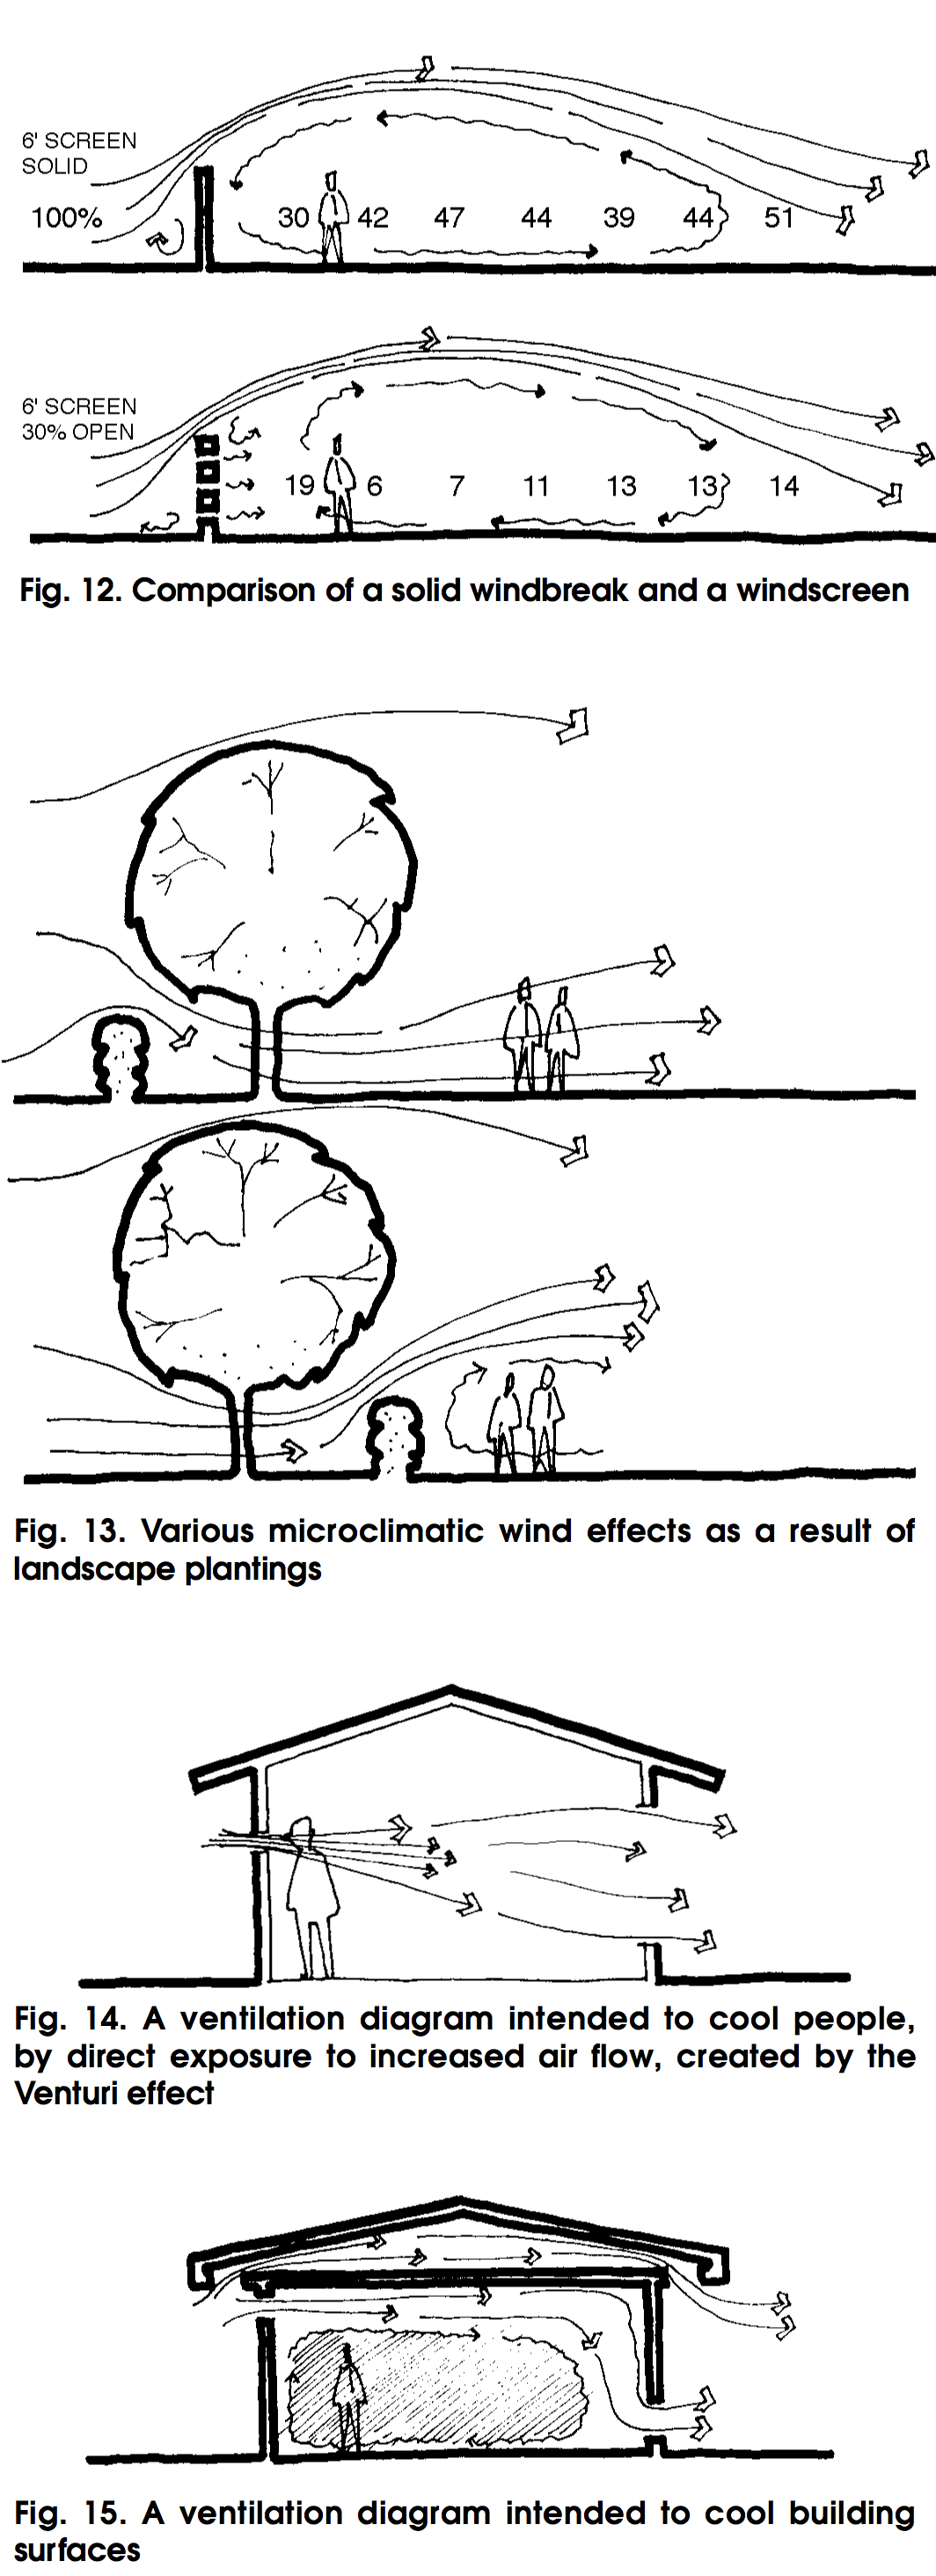 6' SCREEN
SOLID
100%
30 42 47 44 39 44 51
6' SCREEN
30% OPEN
19 6 7 11 13 13 14
Fig. 12. Comparison of a solid windbreak and a windscreen
Fig. 13. Various microclimatic wind effects as a result of
landscape plantings
Fig. 14. A ventilation diagram intended to cool people,
by direct exposure to increased air flow, created by the
Venturi effect
Fig. 15. A ventilation diagram intended to cool building
surfaces